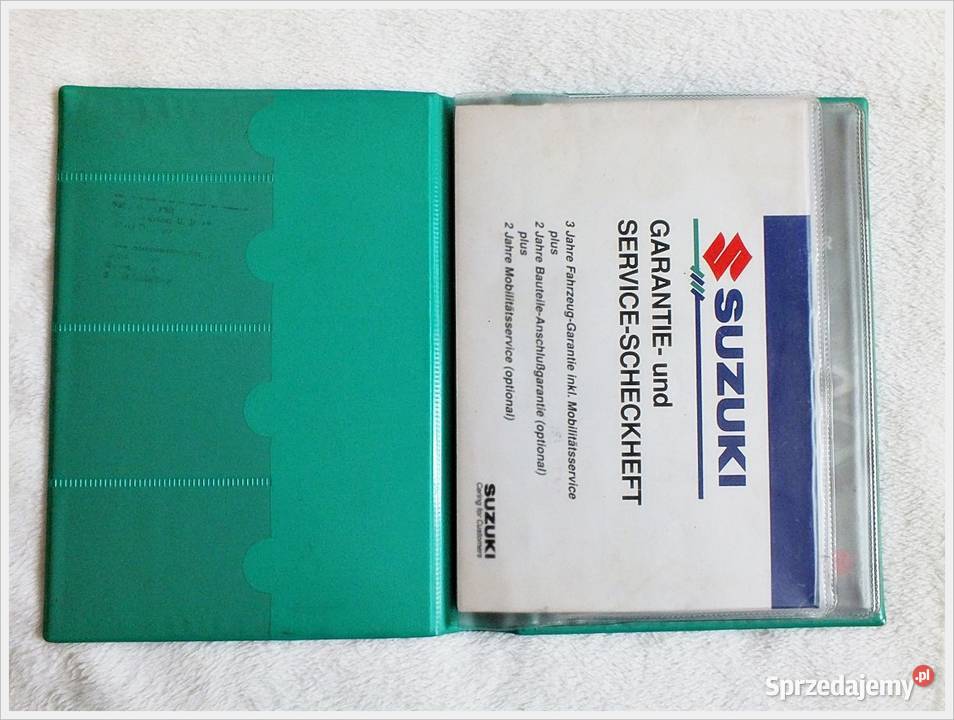 SUZUKI
GARANTIE- und
SERVICE-SCHECKHEFT
3 Jahre Fahrzeug-Garantie inkl. Mobilitätsservice
plus
2 Jahre Bauteile-Anschlußgarantie (optional)
plus
2 Jahre Mobilitätsservice (optional)
SUZUKI
Caring for Customers
Sprzedajemy.pl